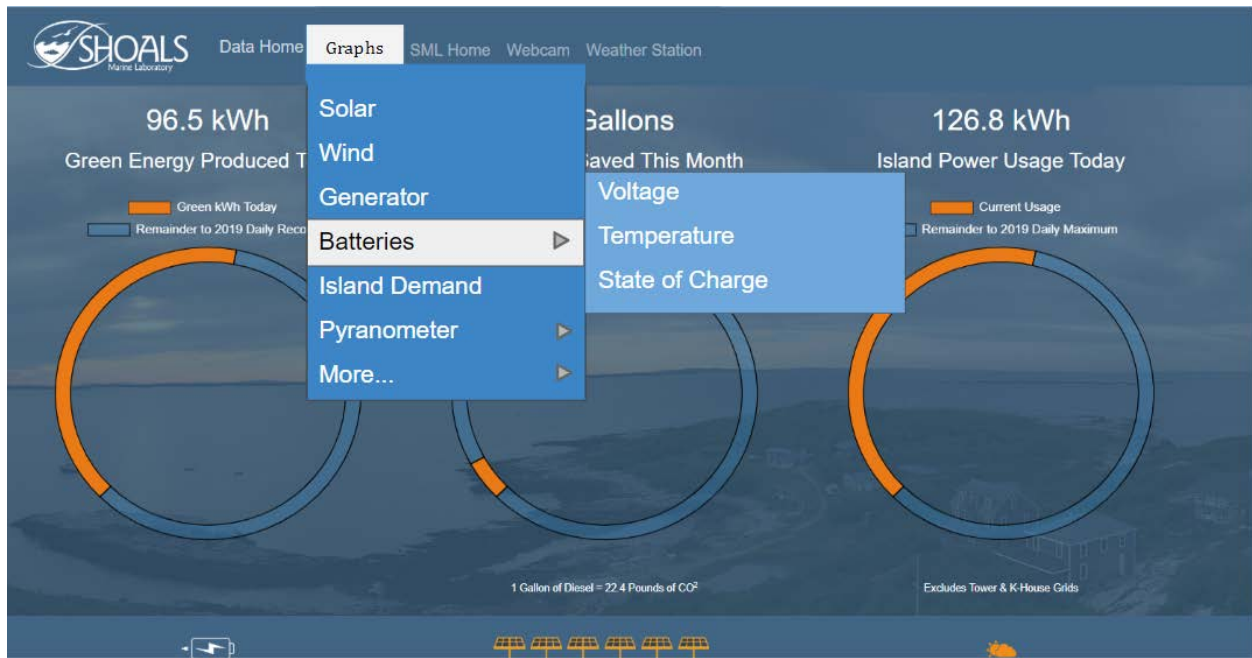 SHOALS
Marine Laboratory
Data Home
Graphs
SML Home
Webcam
Weather Station
Solar
Wind
Generator
Batteries
Island Demand
Pyranometer
More...
Voltage
Temperature
State of Charge
96.5 kWh
Green Energy Produced
Green kWh Today
Remainder to 2019 Daily
Gallons
Saved This Month
1 Gallon of Diesel = 22.4 Pounds of CO²
126.8 kWh
Island Power Usage Today
Current Usage
Remainder to 2019 Daily Maximum
Excludes Tower & K-House Grids